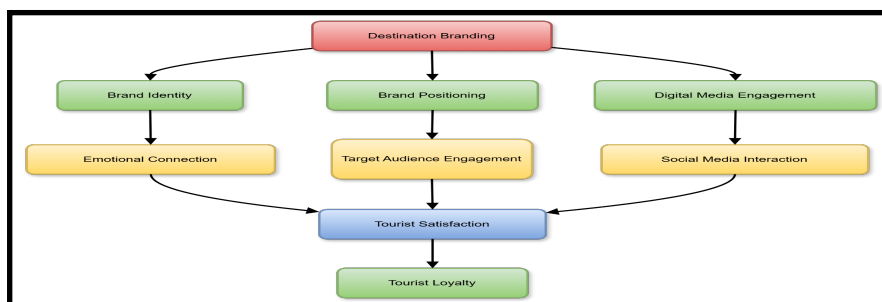 Destination Branding
Brand Identity
Brand Positioning
Digital Media Engagement
Emotional Connection
Target Audience Engagement
Social Media Interaction
Tourist Satisfaction
Tourist Loyalty